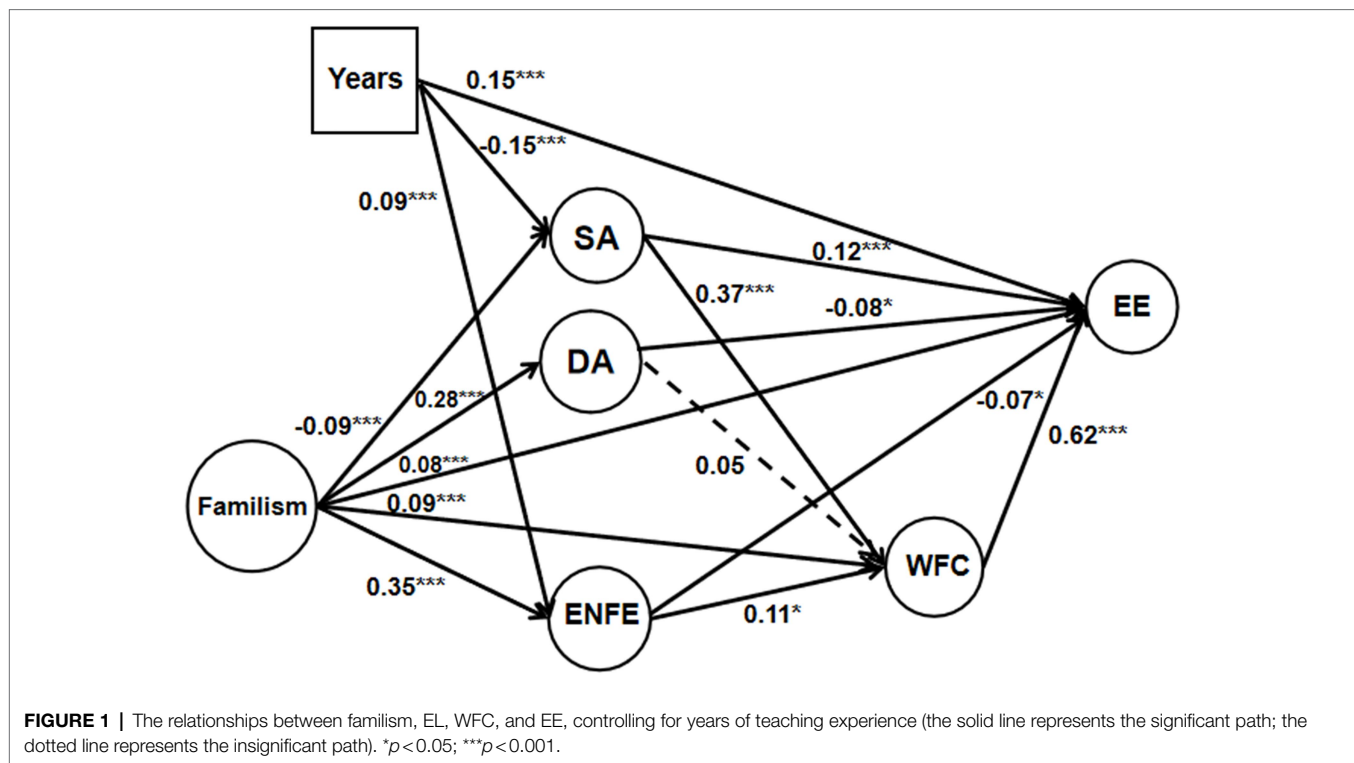 Years
0.15***
-0.15***
0.09***
SA
0.12***
0.37***
EE
-0.08*
DA
0.28***
-0.07*
-0.09***
0.62***
0.08***
0.05
Familism
0.09***
WFC
0.35***
ENFE
0.11*
FIGURE 1 | The relationships between familism, EL, WFC, and EE, controlling for years of teaching experience (the solid line represents the significant path; the
dotted line represents the insignificant path). *p<0.05; ***p<0.001.